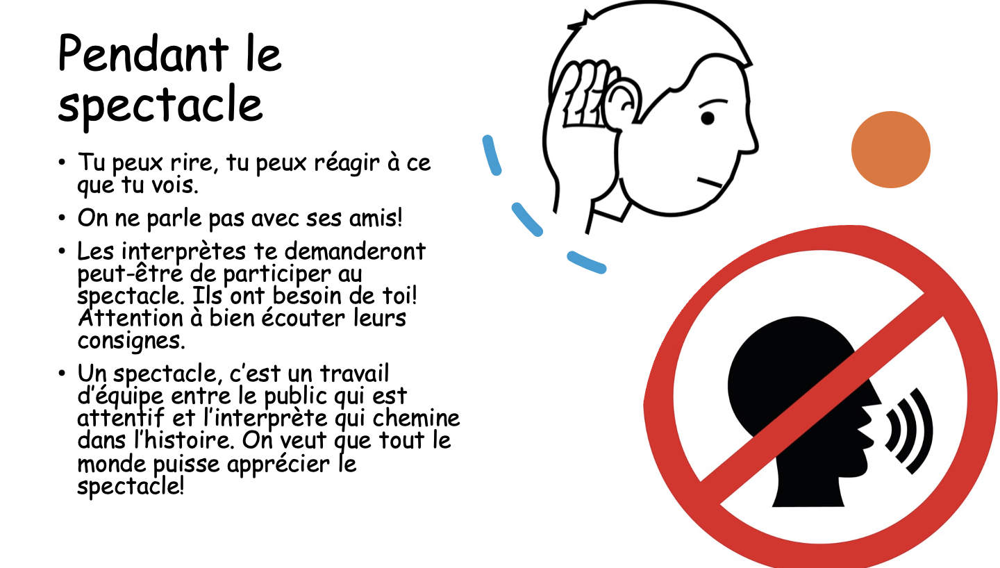 Pendant le
spectacle
• Tu peux rire, tu peux réagir à ce
que tu vois.
• On ne parle pas avec ses amis!
• Les interprètes te demanderont
peut-être de participer au
spectacle. Ils ont besoin de toi!
Attention à bien écouter leurs
consignes.
• Un spectacle, c’est un travail
d’équipe entre le public qui est
attentif et l’interprète qui chemine
dans l’histoire. On veut que tout le
monde puisse apprécier le
spectacle!